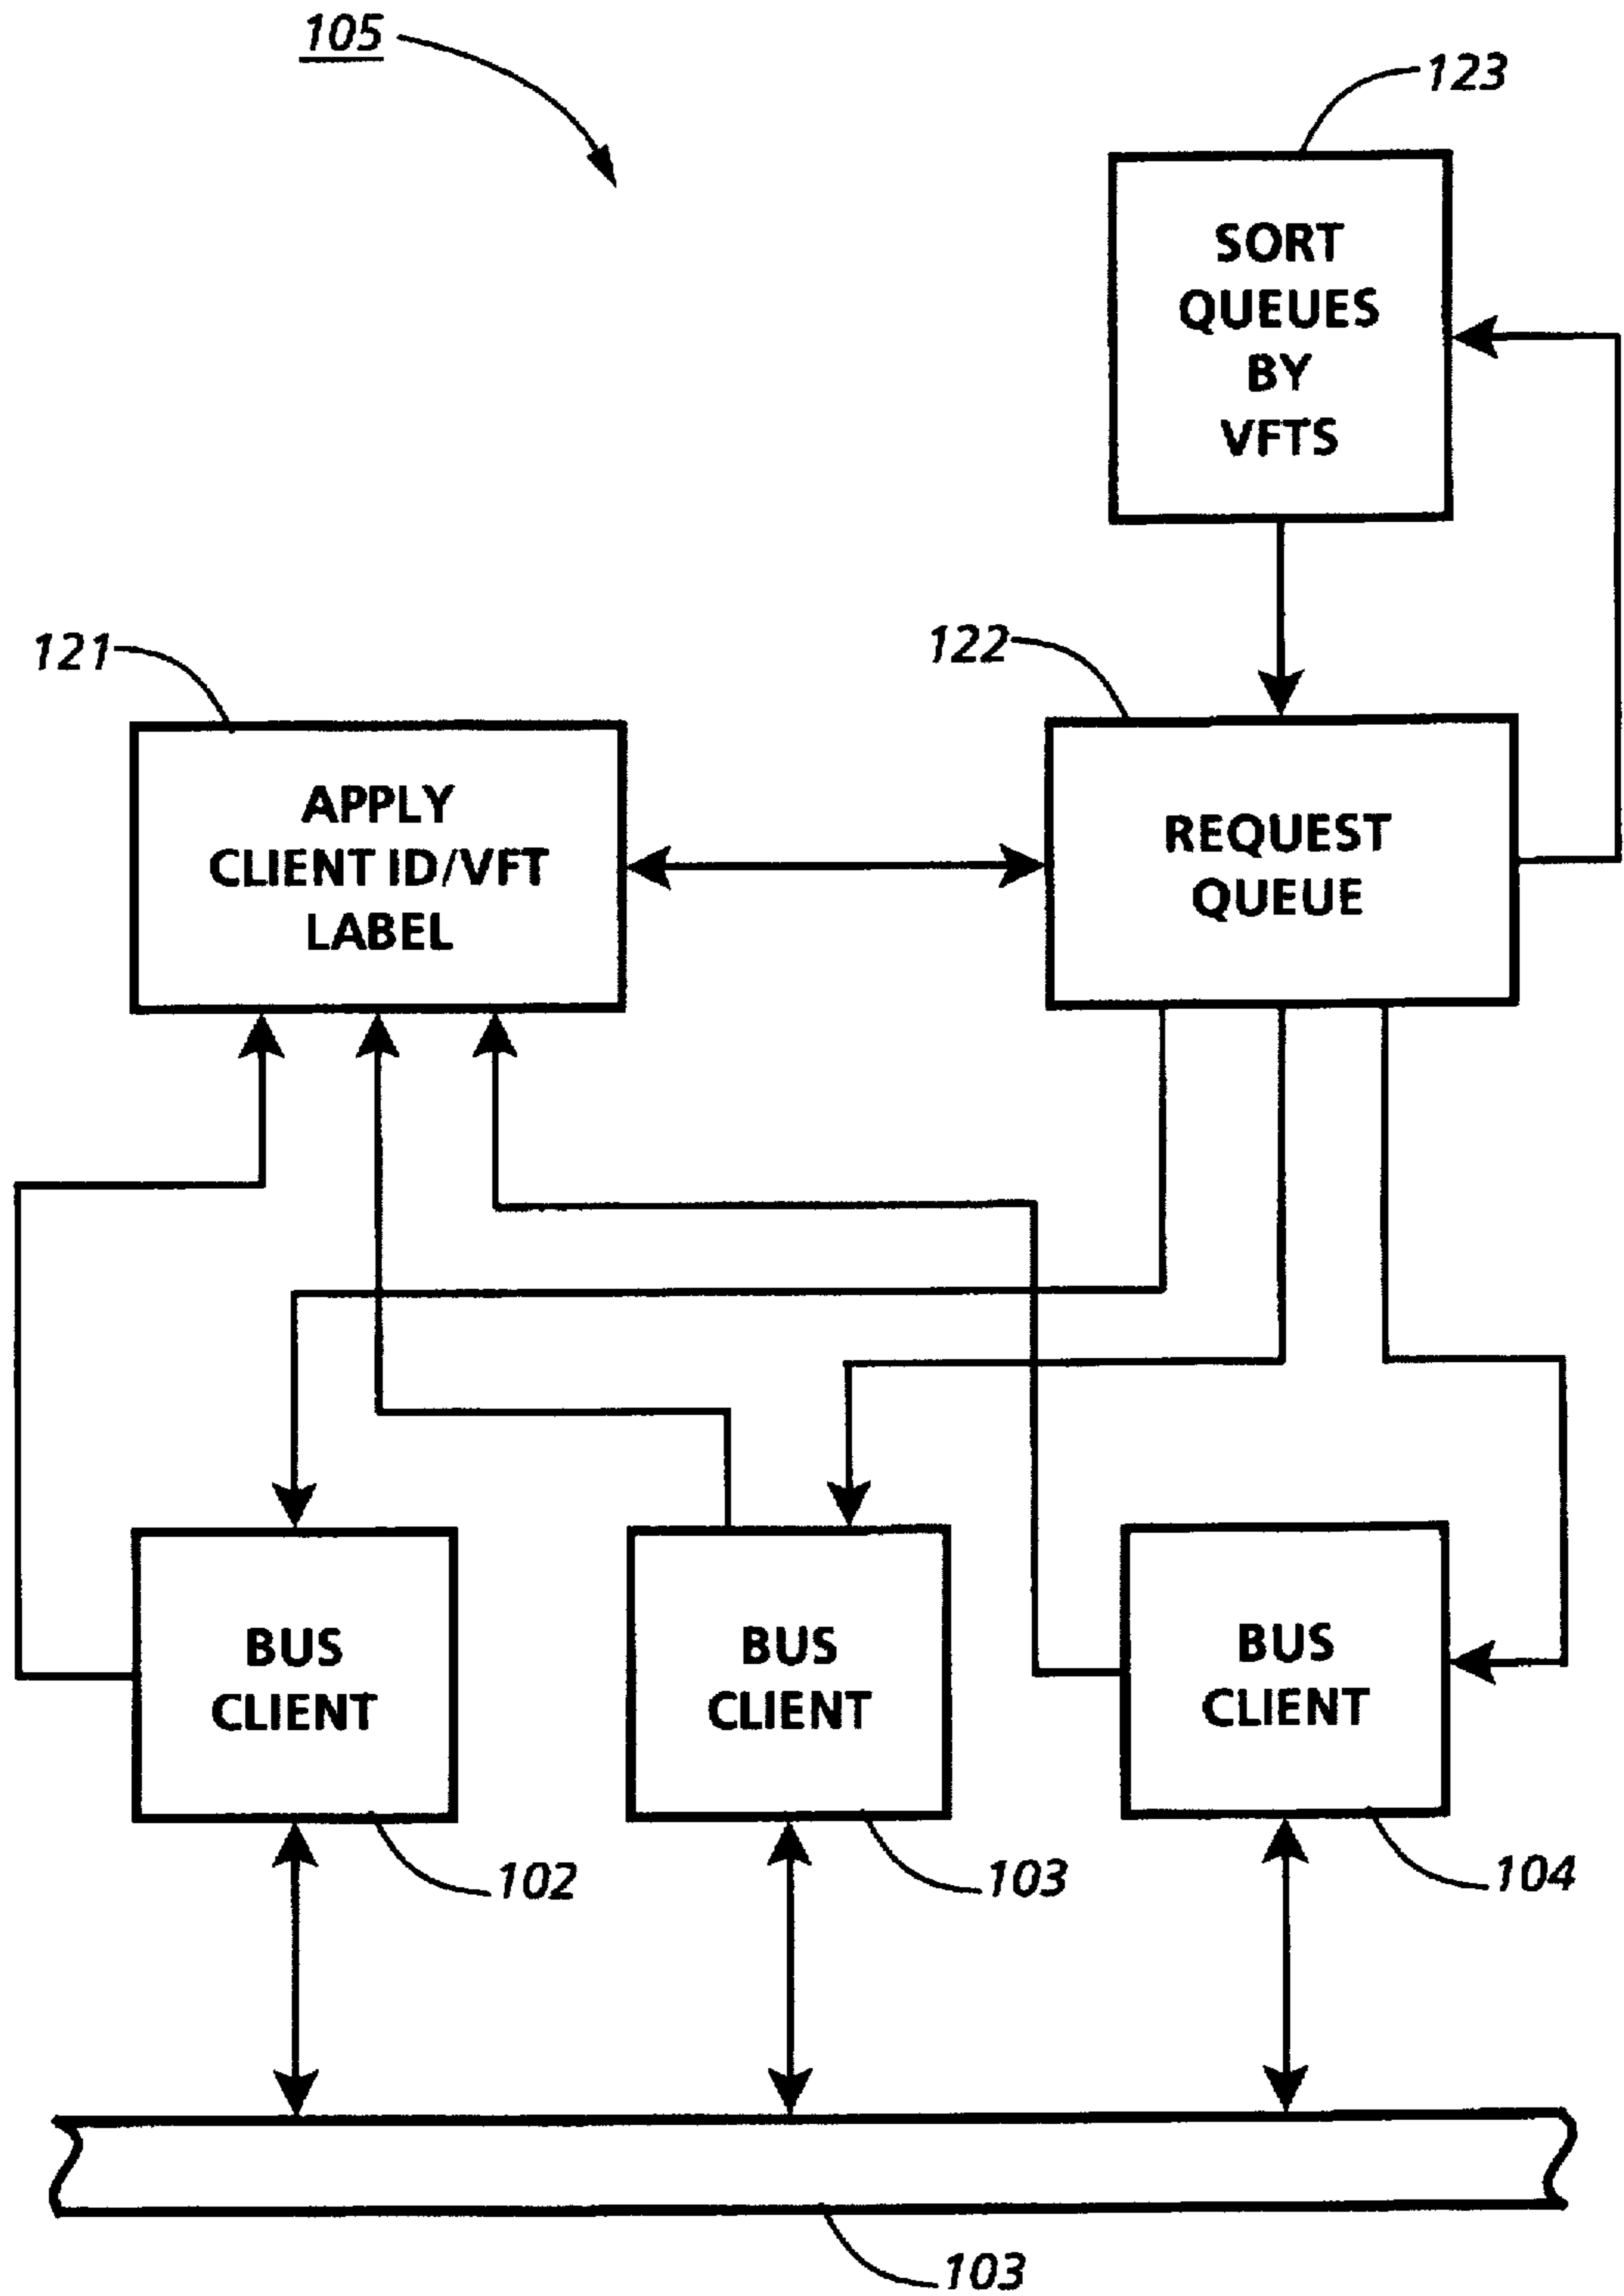 105
123
SORT
QUEUES
BY
VFTS
121
122
APPLY
CLIENT ID/VFT
LABEL
REQUEST
QUEUE
BUS
CLIENT
BUS
CLIENT
BUS
CLIENT
102
103
104
103